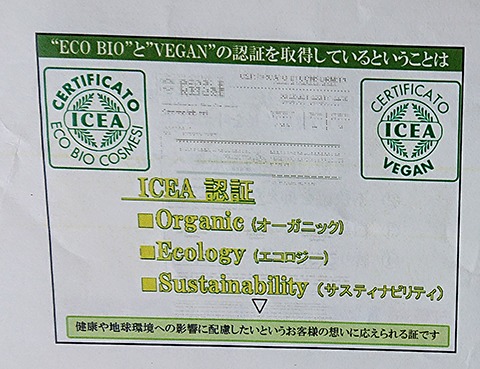 "ECO BIO"と"VEGAN"の認証を取得しているということは
CERTIFICATO
ICEA
ECO BIO COSMESI
CERTIFICATO
ICEA
VEGAN
ICEA 認証
■Organic (オーガニック)
■Ecology (エコロジー)
■Sustainability (サスティナビリティ)
▽
健康や地球環境への影響に配慮したいというお客様の想いに応えられる証です